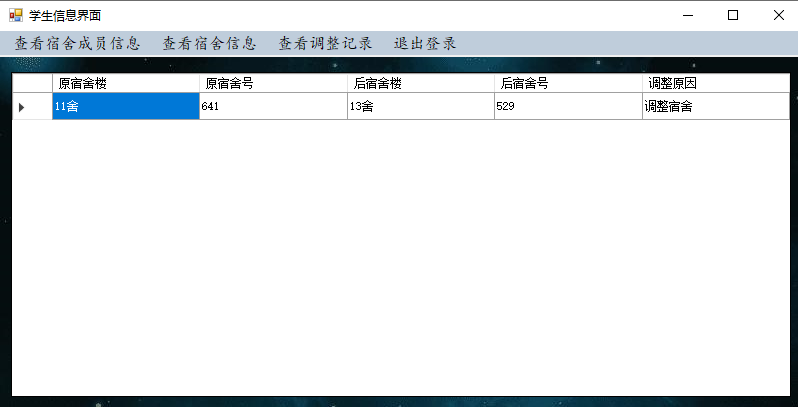 学生信息界面
查看宿舍成员信息 查看宿舍信息 查看调整记录 退出登录
原宿舍楼 原宿舍号 后宿舍楼 后宿舍号 调整原因
11舍 641 13舍 529 调整宿舍